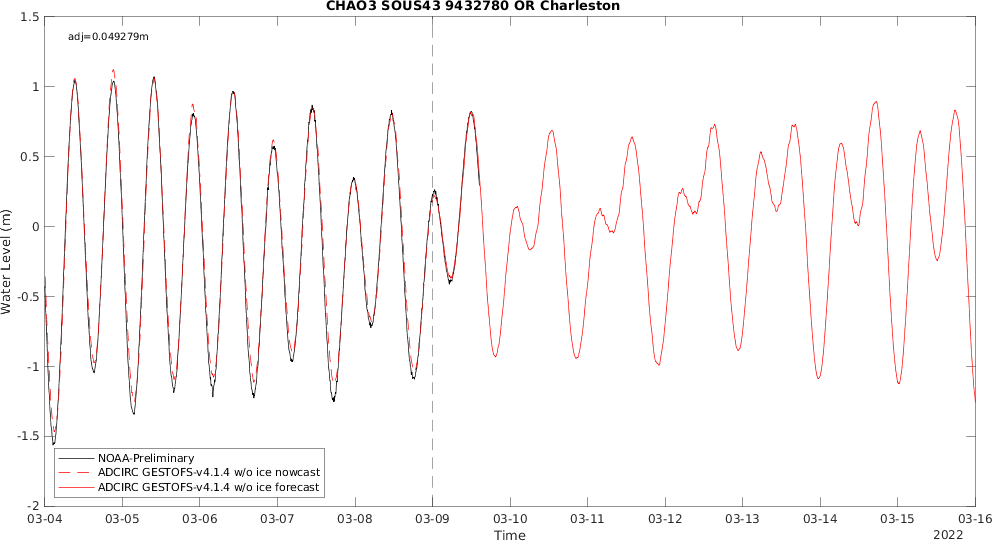 CHAO3 SOUS43 9432780 OR Charleston
adj=0.049279m
1.5
1
0.5
0
-0.5
-1
-1.5
-2
Water Level (m)
NOAA-Preliminary
ADCIRC GESTOFS-v4.1.4 w/o ice nowcast
ADCIRC GESTOFS-v4.1.4 w/o ice forecast
03-04 03-05 03-06 03-07 03-08 03-09 03-10 03-11 03-12 03-13 03-14 03-15 03-16
Time
2022